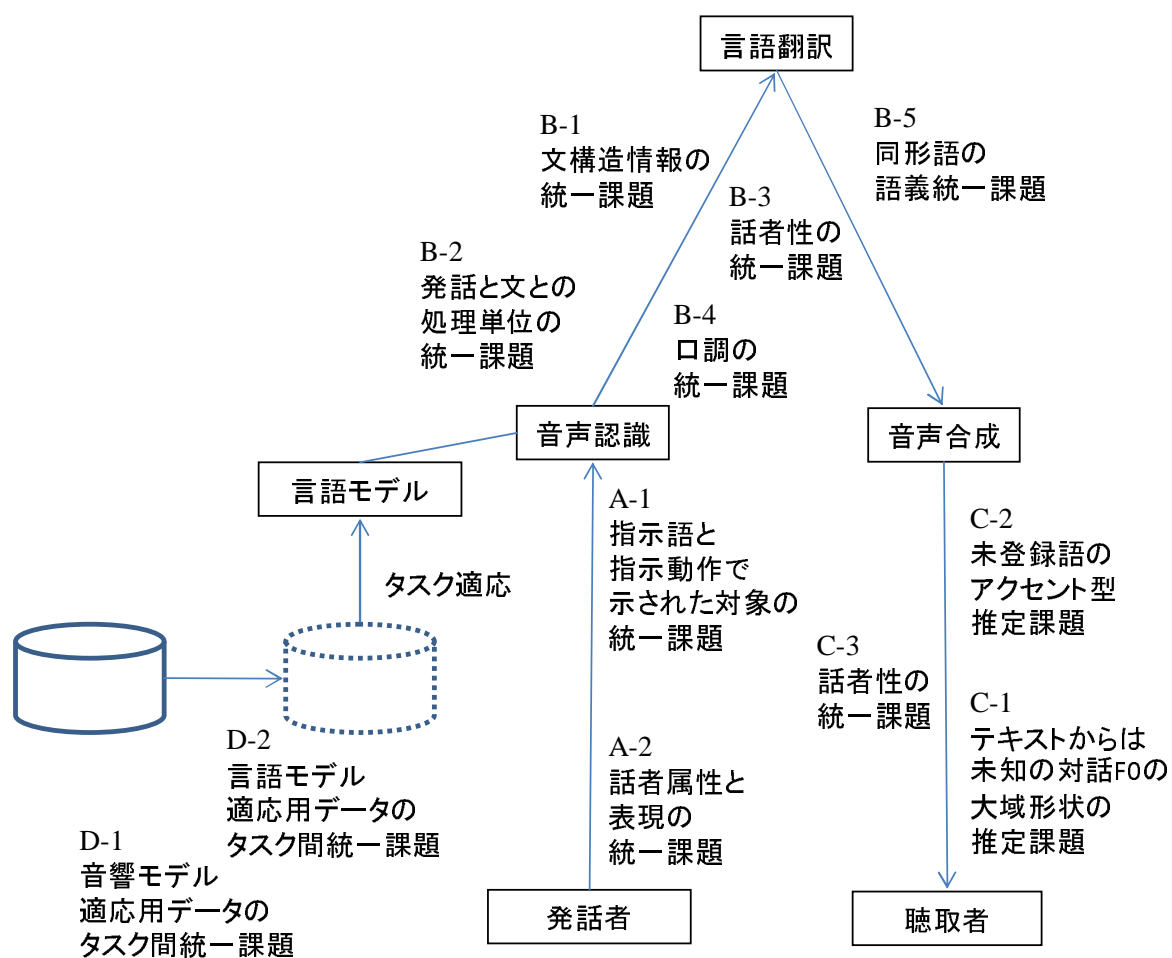 言語翻訳
B-1
文構造情報の
統一課題
B-5
同形語の
語義統一課題
B-3
話者性の
統一課題
B-2
発話と文との
処理単位の
統一課題
B-4
口調の
統一課題
音声認識
音声合成
言語モデル
A-1
指示語と
指示動作で
示された対象の
統一課題
C-2
未登録語の
アクセント型
推定課題
タスク適応
C-3
話者性の
統一課題
C-1
テキストからは
未知の対話F0の
大域形状の
推定課題
D-2
言語モデル
適応用データの
タスク間統一課題
A-2
話者属性と
表現の
統一課題
D-1
音響モデル
適応用データの
タスク間統一課題
発話者
聴取者